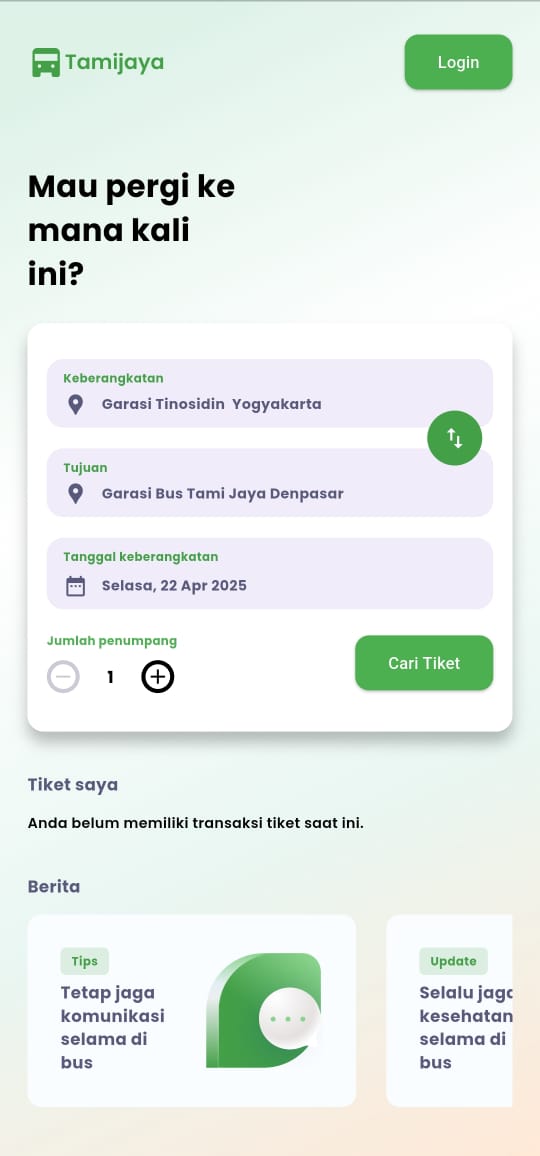 Tamijaya
Login
Mau pergi ke
mana kali
ini?
Keberangkatan
Garasi Tinosidin  Yogyakarta
Tujuan
Garasi Bus Tami Jaya Denpasar
Tanggal keberangkatan
Selasa, 22 Apr 2025
Jumlah penumpang
1
Cari Tiket
Tiket saya
Anda belum memiliki transaksi tiket saat ini.
Berita
Tips
Tetap jaga
komunikasi
selama di
bus
Update
Selalu jaga
kesehatan
selama di
bus